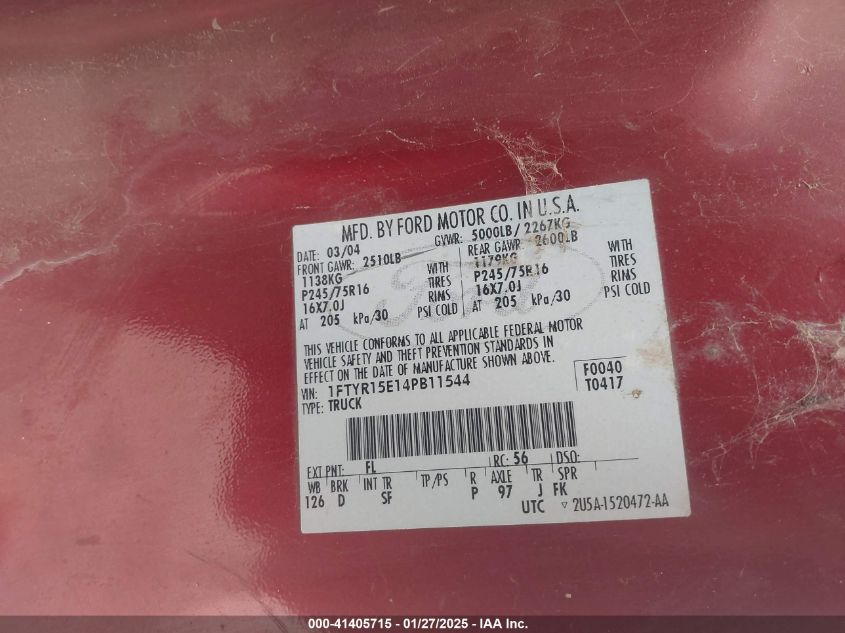 MFD. BY FORD MOTOR CO. IN U.S.A.
DATE: 03/04 GVWR: 5000LB/ 2267KG
FRONT GAWR: 2510LB REAR GAWR: 2600LB
1138KG WITH 1179KG WITH
P245/75R16 TIRES P245/75R16 TIRES
16X7.0J RIMS 16X7.0J RIMS
AT 205 kPa/30 PSI COLD AT 205 kPa/30 PSI COLD
Ford
THIS VEHICLE CONFORMS TO ALL APPLICABLE FEDERAL MOTOR
VEHICLE SAFETY AND THEFT PREVENTION STANDARDS IN
EFFECT ON THE DATE OF MANUFACTURE SHOWN ABOVE.
VIN: 1FTYR15E14PB11544 F0040
TYPE: TRUCK T0417
EXT PNT: FL RC: 56 DSO:
WB BRK INT TR TP/PS R AXLE TR SPR
126 D SF P 97 J FK
UTC ▽ 2U5A-1520472-AA
000-41405715 - 01/27/2025 - IAA Inc.